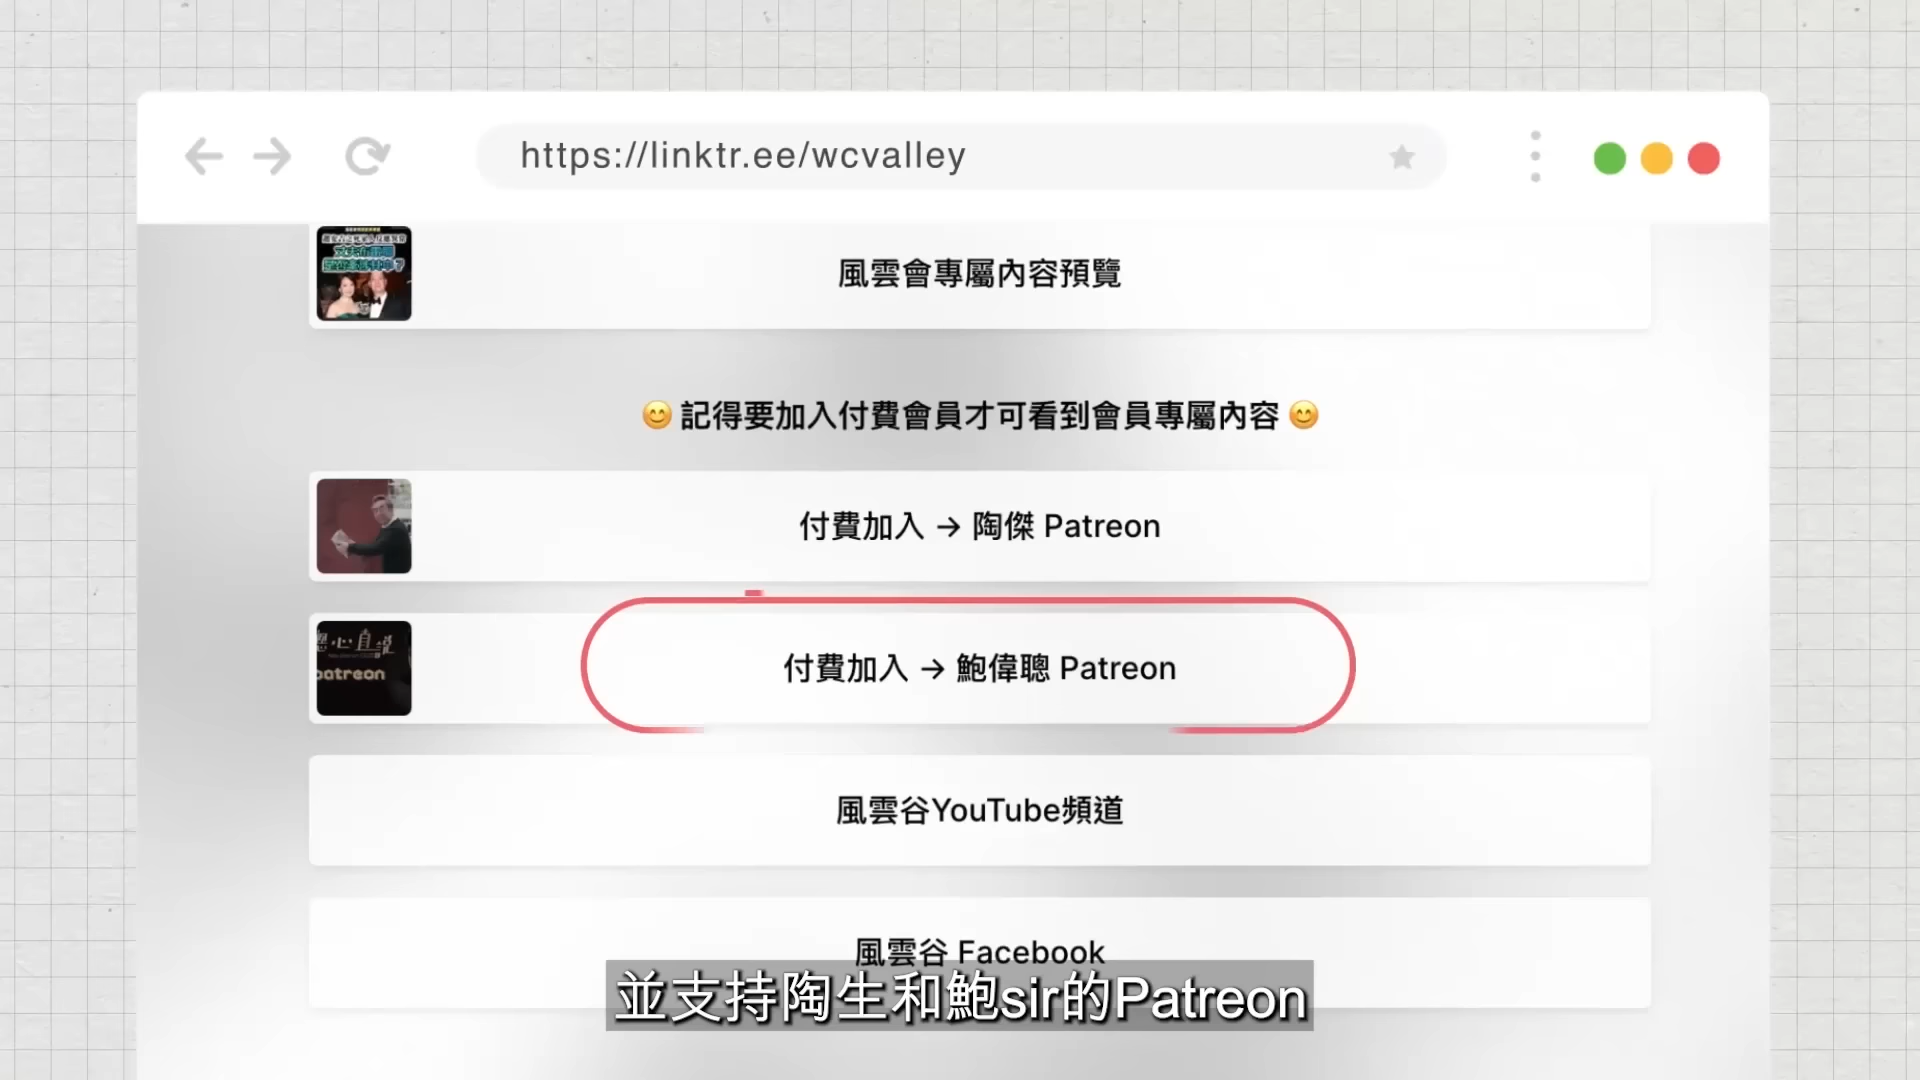 https://linktr.ee/wcvalley
風雲會專屬內容預覽
😊 記得要加入付費會員才可看到會員專屬內容 😊
付費加入 → 陶傑 Patreon
心直說
patreon
付費加入 → 鮑偉聰 Patreon
風雲谷YouTube頻道
風雲谷 Facebook
並支持陶生和鮑sir的Patreon